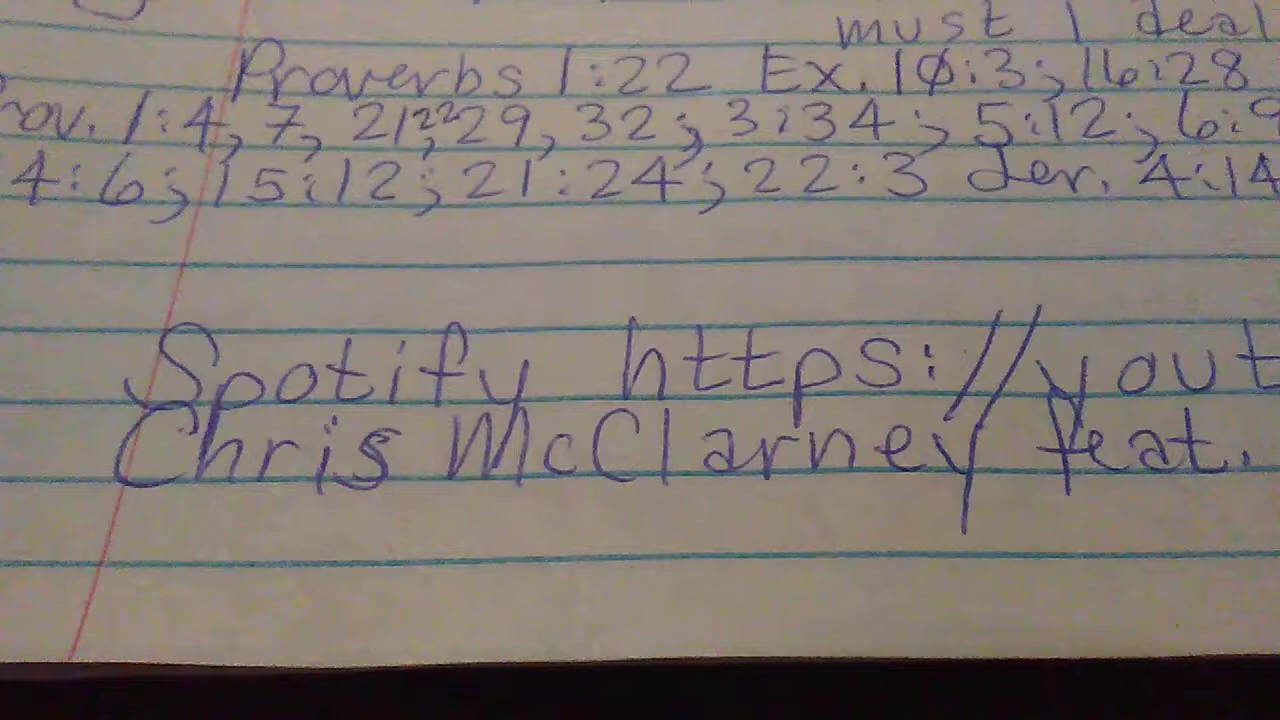 must I deal
Proverbs 1:22 Ex. 10:3; 16:28
ov. 1:4, 7, 21, 22 29, 32; 3:34; 5:12; 6:9
4:6; 15:12; 21:24; 22:3 Jer. 4:14
Spotify https://yout
Chris McClarney feat.